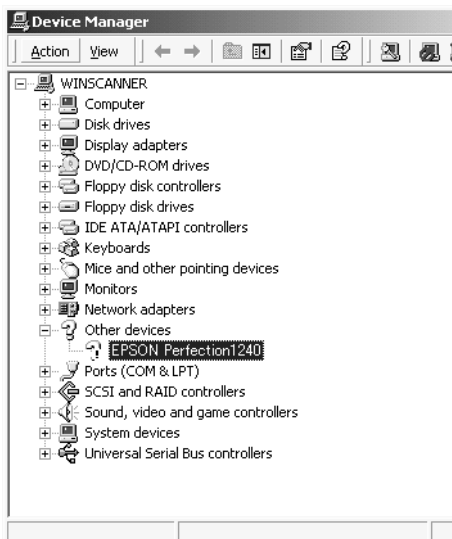 Device Manager
Action View
WINSCANNER
Computer
Disk drives
Display adapters
DVD/CD-ROM drives
Floppy disk controllers
Floppy disk drives
IDE ATA/ATAPI controllers
Keyboards
Mice and other pointing devices
Monitors
Network adapters
Other devices
EPSON Perfection1240
Ports (COM & LPT)
SCSI and RAID controllers
Sound, video and game controllers
System devices
Universal Serial Bus controllers